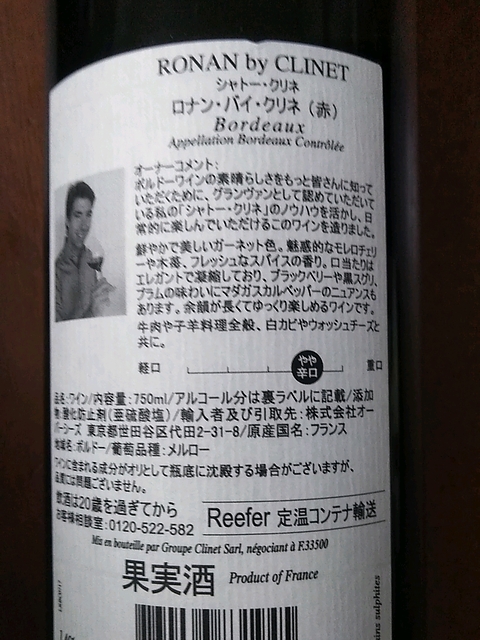 RONAN by CLINET
シャトー・クリネ
ロナン・バイ・クリネ（赤）
Bordeaux
Appellation Bordeaux Contrôlée
オーナーコメント:
ボルドーワインの素晴らしさをもっと皆さんに知って
いただくために、グランヴァンとして認めていただいて
いる私の「シャトー・クリネ」のノウハウを活かし、日
常的に楽しんでいただけるこのワインを造りました。
鮮やかで美しいガーネット色。魅惑的なモレロチェリ
ーや木苺、フレッシュなスパイスの香り。口当たりは
エレガントで凝縮しており、ブラックベリーや黒スグリ、
プラムの味わいにマダガスカルペッパーのニュアンスも
あります。余韻が長くてゆっくり楽しめるワインです。
牛肉や子羊料理全般、白カビやウォッシュチーズと
共に。
軽口 やや辛口 重口
品名:ワイン/内容量:750ml/アルコール分は裏ラベルに記載/添加
物:酸化防止剤(亜硫酸塩)/輸入者及び引取先:株式会社オー
バーシーズ 東京都世田谷区代田2-31-8/原産国名:フランス
地域名:ボルドー/葡萄品種:メルロー
ワインに含まれる成分がオリとして瓶底に沈殿する場合がございますが、
品質には問題ございません。
飲酒は20歳を過ぎてから
お客様相談室:0120-522-582
Reefer 定温コンテナ輸送
Mis en bouteille par Groupe Clinet Sarl, négociant à F.33500
果実酒 Product of France